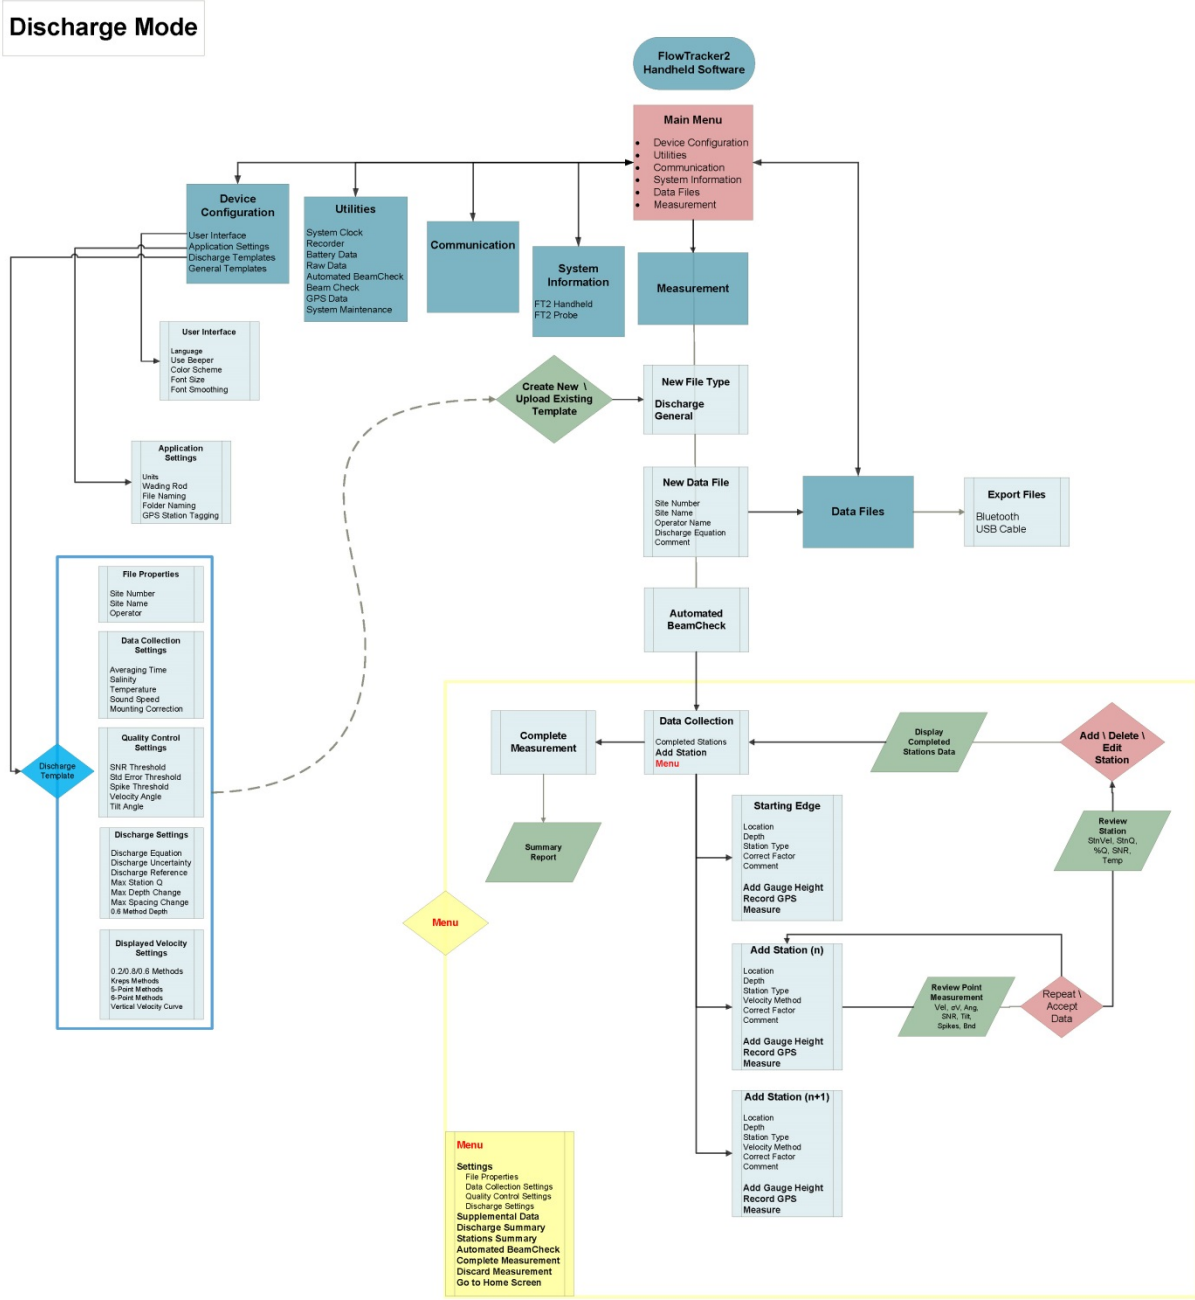 Discharge Mode
FlowTracker2
Handheld Software
Main Menu
Device Configuration
Utilities
Communication
System Information
Data Files
Measurement
Device
Configuration
User Interface
Application Settings
Discharge Templates
General Templates
Utilities
System Clock
Recorder
Battery Data
Raw Data
Automated BeamCheck
Beam Check
GPS Data
System Maintenance
Communication
System
Information
FT2 Handheld
FT2 Probe
Measurement
User Interface
Language
Use Beeper
Color Scheme
Font Size
Font Smoothing
Create New \
Upload Existing
Template
New File Type
Discharge
General
Application
Settings
Units
Wading Rod
File Naming
Folder Naming
GPS Station Tagging
New Data File
Site Number
Site Name
Operator Name
Discharge Equation
Comment
Data Files
Export Files
Bluetooth
USB Cable
File Properties
Site Number
Site Name
Operator
Automated
BeamCheck
Data Collection
Settings
Averaging Time
Salinity
Temperature
Sound Speed
Mounting Correction
Discharge
Template
Quality Control
Settings
SNR Threshold
Std Error Threshold
Spike Threshold
Velocity Angle
Tilt Angle
Discharge Settings
Discharge Equation
Discharge Uncertainty
Discharge Reference
Max Station Q
Max Depth Change
Max Spacing Change
0.6 Method Depth
Displayed Velocity
Settings
0.2/0.8/0.6 Methods
Kreps Methods
5-Point Methods
6-Point Methods
Vertical Velocity Curve
Complete
Measurement
Data Collection
Completed Stations
Add Station
Menu
Display
Completed
Stations Data
Add \ Delete \
Edit
Station
Summary
Report
Starting Edge
Location
Depth
Station Type
Correct Factor
Comment
Add Gauge Height
Record GPS
Measure
Review
Station
StnVel, StnQ,
%Q, SNR,
Temp
Menu
Add Station (n)
Location
Depth
Station Type
Velocity Method
Correct Factor
Comment
Add Gauge Height
Record GPS
Measure
Review Point
Measurement
Vel, σV, Ang,
SNR, Tilt,
Spikes, Bnd
Repeat \
Accept
Data
Add Station (n+1)
Location
Depth
Station Type
Velocity Method
Correct Factor
Comment
Add Gauge Height
Record GPS
Measure
Menu
Settings
File Properties
Data Collection Settings
Quality Control Settings
Discharge Settings
Supplemental Data
Discharge Summary
Stations Summary
Automated BeamCheck
Complete Measurement
Discard Measurement
Go to Home Screen